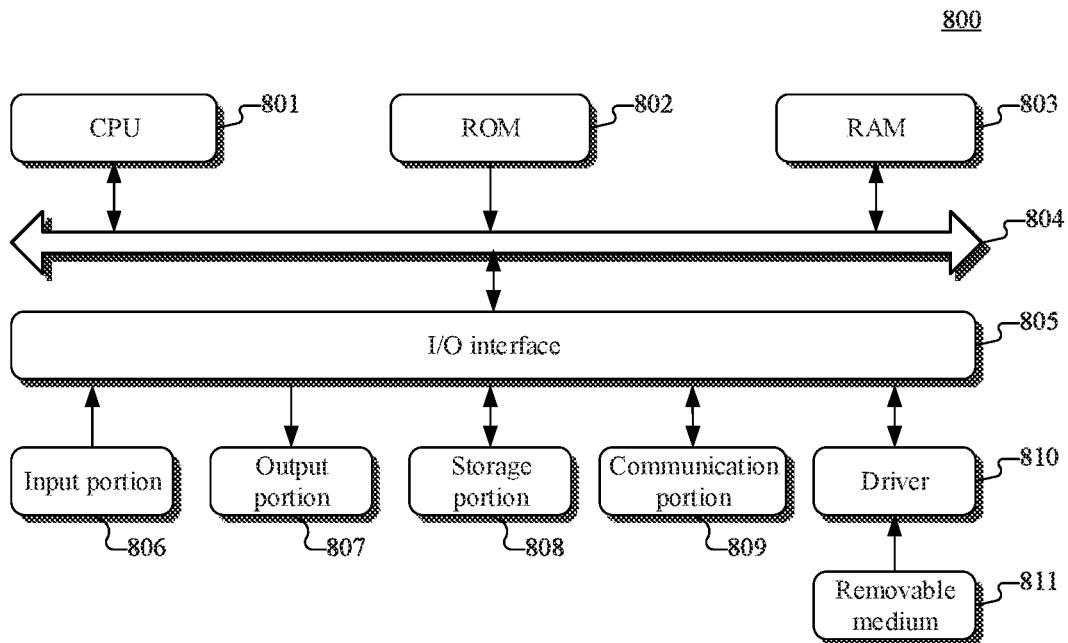 800
CPU
801
ROM
802
RAM
803
804
I/O interface
805
Input portion
806
Output
portion
807
Storage
portion
808
Communication
portion
809
Driver
810
Removable
medium
811